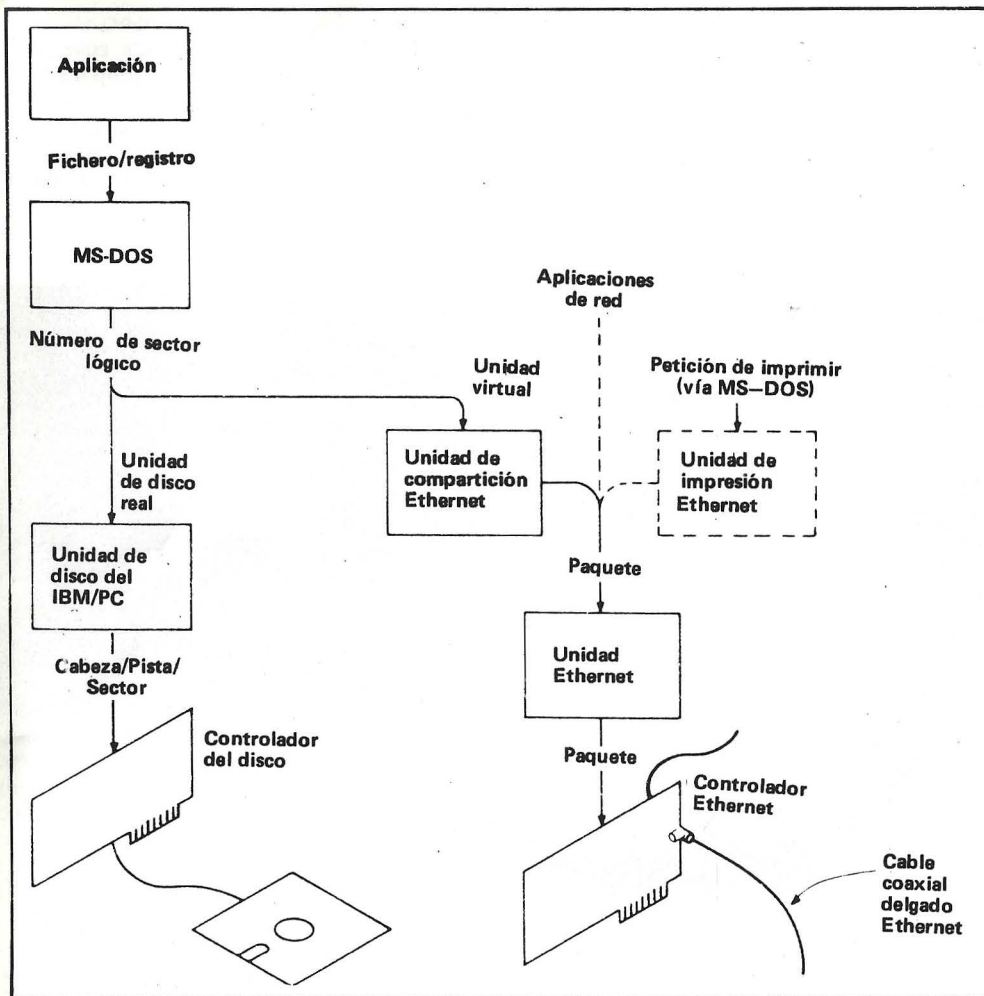 Aplicación
Fichero/registro
MS-DOS
Número de sector
lógico
Aplicaciones
de red
Unidad
virtual
Petición de imprimir
(vía MS–DOS)
Unidad
de disco
real
Unidad de
compartición
Ethernet
Unidad de
impresión
Ethernet
Unidad de
disco del
IBM/PC
Paquete
Cabeza/Pista/
Sector
Unidad
Ethernet
Controlador
del disco
Paquete
Controlador
Ethernet
Cable
coaxial
delgado
Ethernet